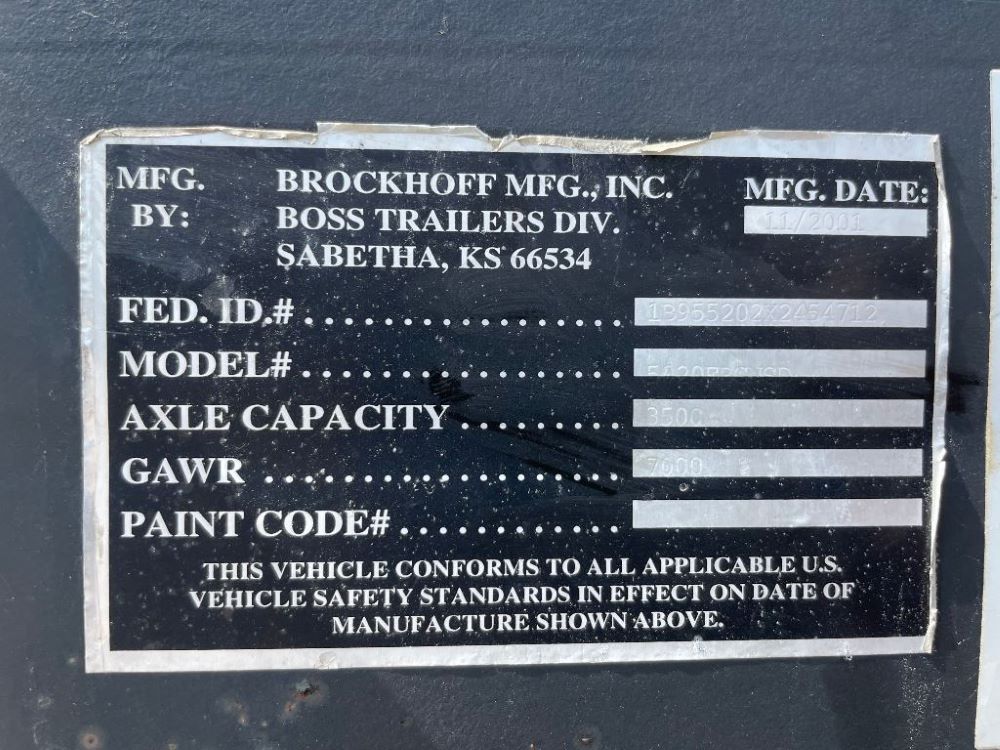 MFG. BROCKHOFF MFG., INC. MFG. DATE:
BY: BOSS TRAILERS DIV. 11/2001
SABETHA, KS 66534
FED. ID.# .................. 1B955202X2A454712
MODEL# ..................
AXLE CAPACITY ......... 3500
GAWR .................. 7000
PAINT CODE# ............
THIS VEHICLE CONFORMS TO ALL APPLICABLE U.S.
VEHICLE SAFETY STANDARDS IN EFFECT ON DATE OF
MANUFACTURE SHOWN ABOVE.